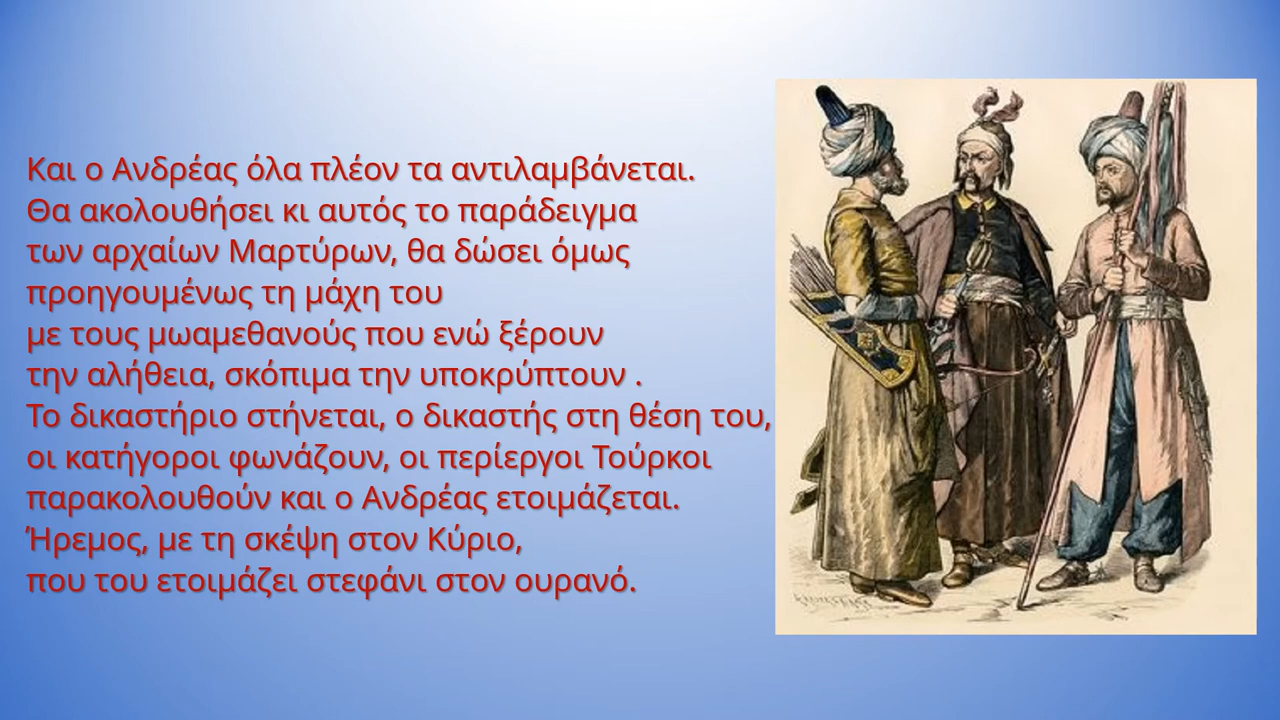 Και ο Ανδρέας όλα πλέον τα αντιλαμβάνεται.
Θα ακολουθήσει κι αυτός το παράδειγμα
των αρχαίων Μαρτύρων, θα δώσει όμως
προηγουμένως τη μάχη του
με τους μωαμεθανούς που ενώ ξέρουν
την αλήθεια, σκόπιμα την υποκρύπτουν .
Το δικαστήριο στήνεται, ο δικαστής στη θέση του,
οι κατήγοροι φωνάζουν, οι περίεργοι Τούρκοι
παρακολουθούν και ο Ανδρέας ετοιμάζεται.
Ήρεμος, με τη σκέψη στον Κύριο,
που του ετοιμάζει στεφάνι στον ουρανό.